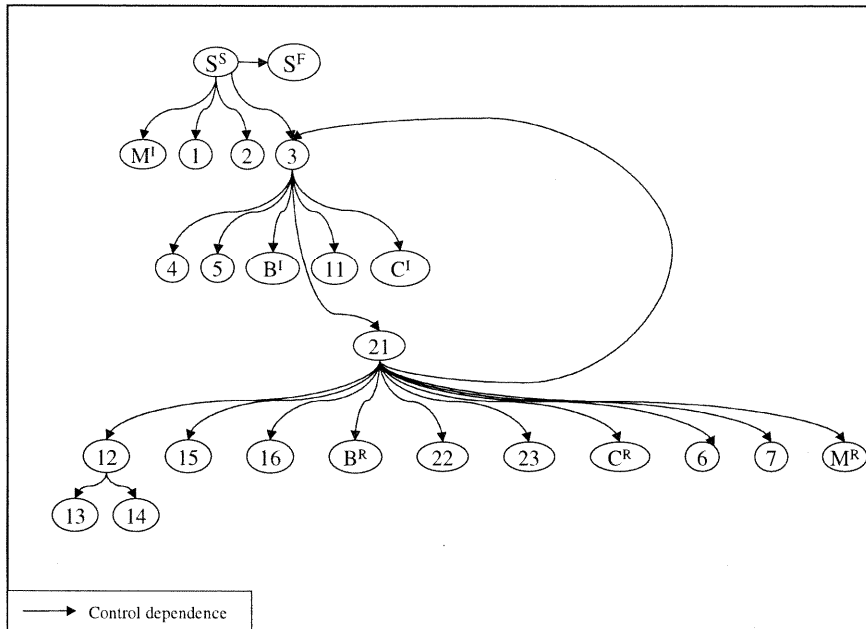 S^S S^F
M^I 1 2 3
4 5 B^I 11 C^I
21
12 15 16 B^R 22 23 C^R 6 7 M^R
13 14
Control dependence